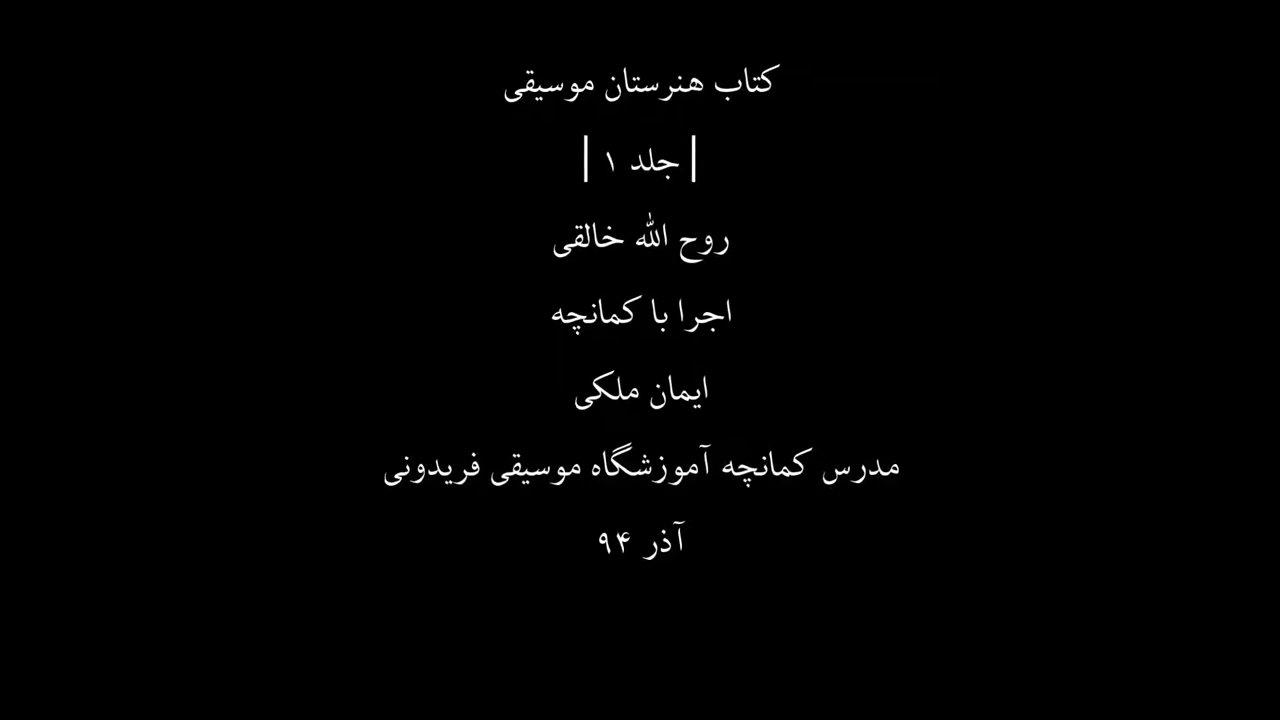 کتاب هنرستان موسیقی
| جلد ۱ |
روح الله خالقی
اجرا با کمانچه
ایمان ملکی
مدرس کمانچه آموزشگاه موسیقی فریدونی
آذر ۹۴